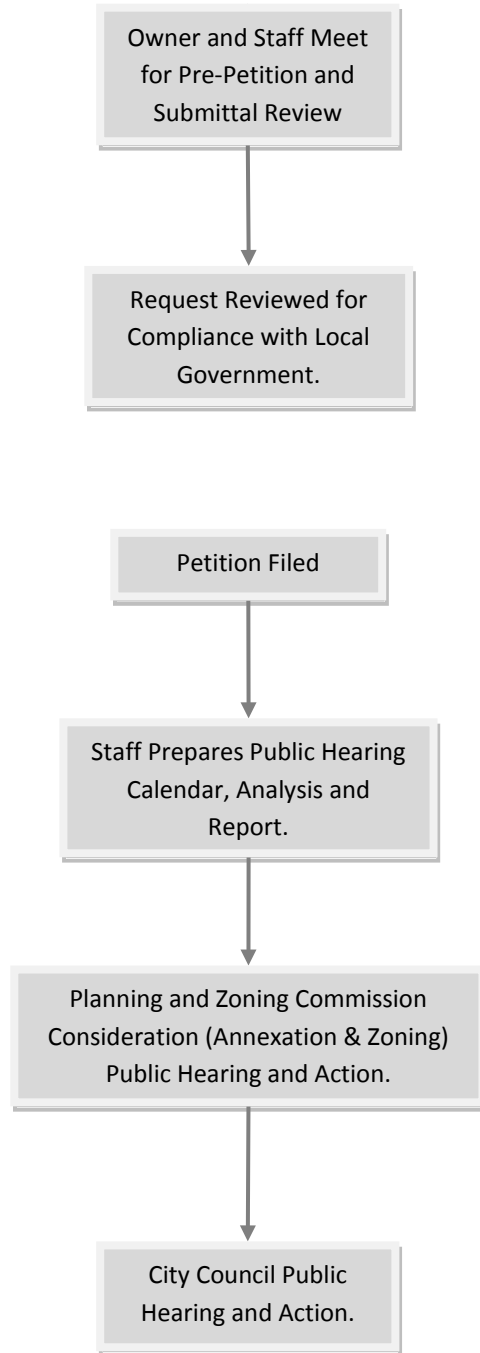 Owner and Staff Meet
for Pre-Petition and
Submittal Review
Request Reviewed for
Compliance with Local
Government.
Petition Filed
Staff Prepares Public Hearing
Calendar, Analysis and
Report.
Planning and Zoning Commission
Consideration (Annexation & Zoning)
Public Hearing and Action.
City Council Public
Hearing and Action.